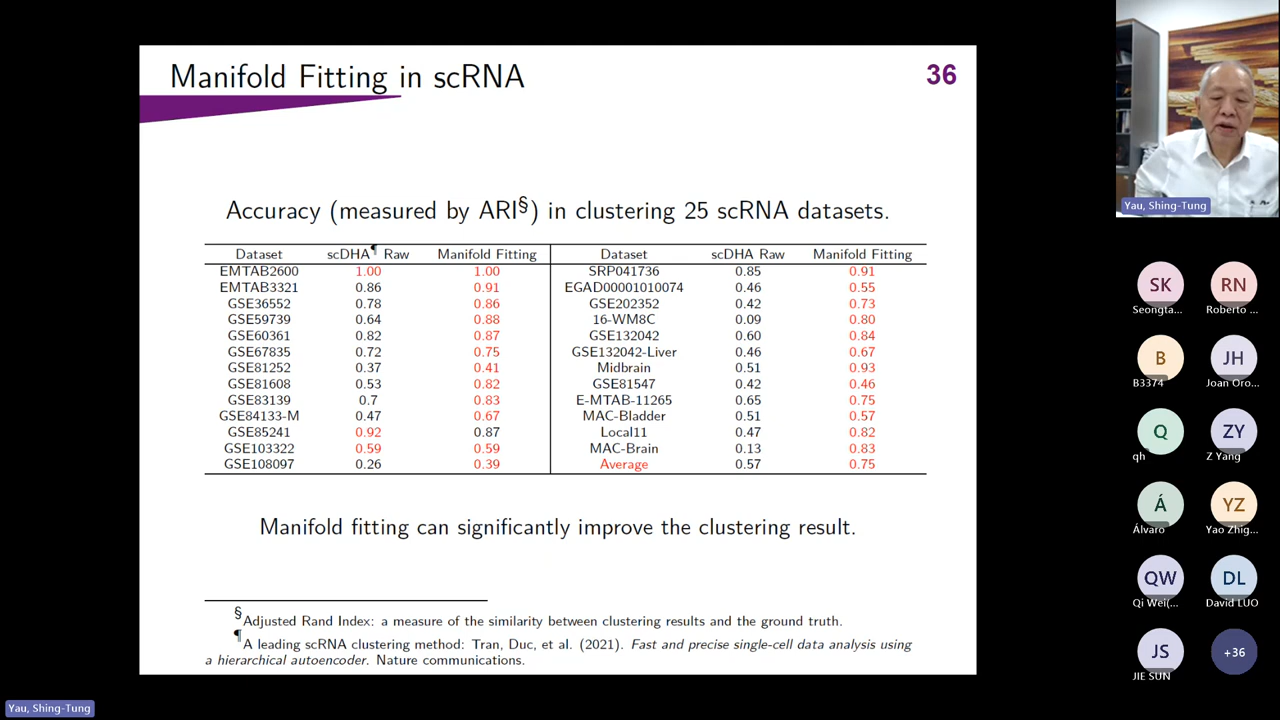 Manifold Fitting in scRNA
36
Accuracy (measured by ARI§) in clustering 25 scRNA datasets.
Dataset scDHA¶ Raw Manifold Fitting Dataset scDHA Raw Manifold Fitting
EMTAB2600 1.00 1.00 SRP041736 0.85 0.91
EMTAB3321 0.86 0.91 EGAD00001010074 0.46 0.55
GSE36552 0.78 0.86 GSE202352 0.42 0.73
GSE59739 0.64 0.88 16-WM8C 0.09 0.80
GSE60361 0.82 0.87 GSE132042 0.60 0.84
GSE67835 0.72 0.75 GSE132042-Liver 0.46 0.67
GSE81252 0.37 0.41 Midbrain 0.51 0.93
GSE81608 0.53 0.82 GSE81547 0.42 0.46
GSE83139 0.7 0.83 E-MTAB-11265 0.65 0.75
GSE84133-M 0.47 0.67 MAC-Bladder 0.51 0.57
GSE85241 0.92 0.87 Local11 0.47 0.82
GSE103322 0.59 0.59 MAC-Brain 0.13 0.83
GSE108097 0.26 0.39 Average 0.57 0.75
Manifold fitting can significantly improve the clustering result.
§Adjusted Rand Index: a measure of the similarity between clustering results and the ground truth.
¶A leading scRNA clustering method: Tran, Duc, et al. (2021). Fast and precise single-cell data analysis using
a hierarchical autoencoder. Nature communications.
Yau, Shing-Tung
SK RN
Seongta... Roberto ...
B JH
B3374 Joan Oro...
Q ZY
qh Z Yang
Á YZ
Álvaro Yao Zhig...
QW DL
Qi Wei(... David LUO
JS +36
JIE SUN
Yau, Shing-Tung